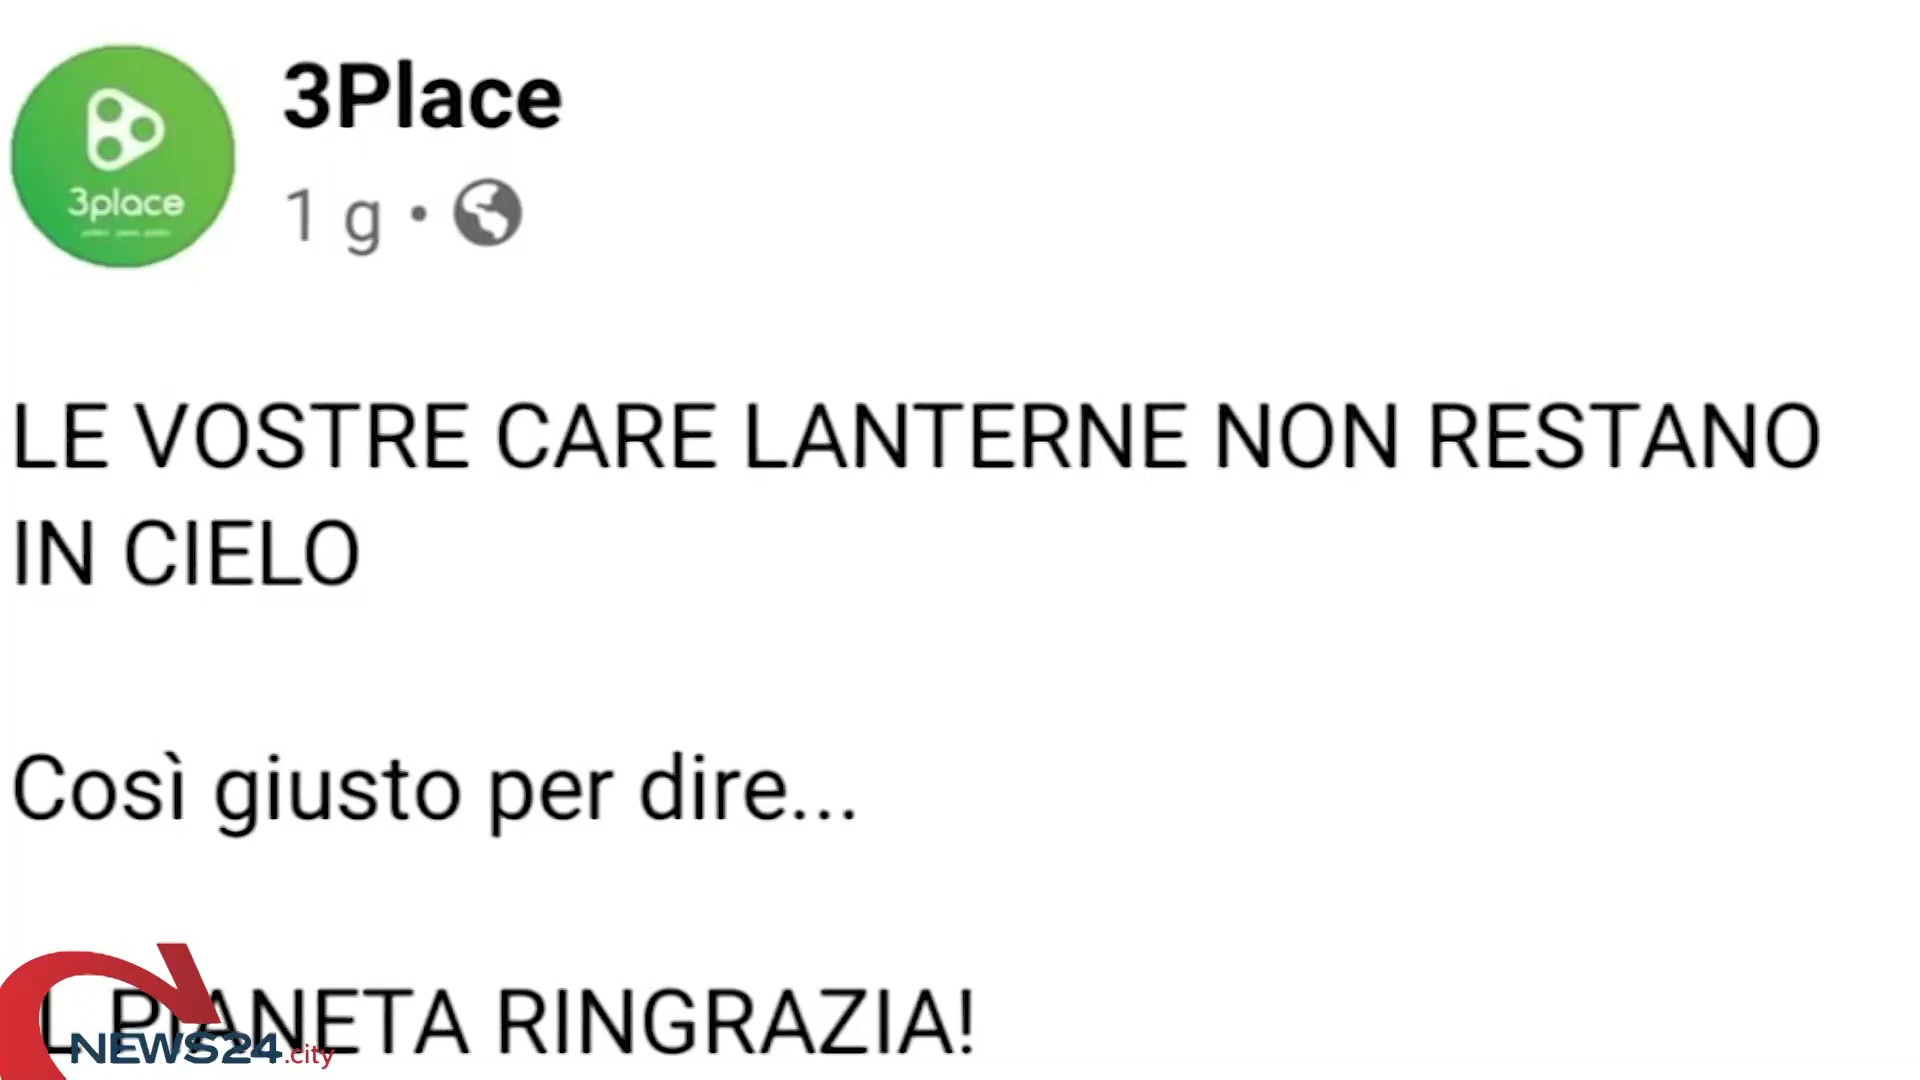 3Place
3place
1 g
LE VOSTRE CARE LANTERNE NON RESTANO
IN CIELO
Così giusto per dire...
IL PIANETA RINGRAZIA!
NEWS24.city